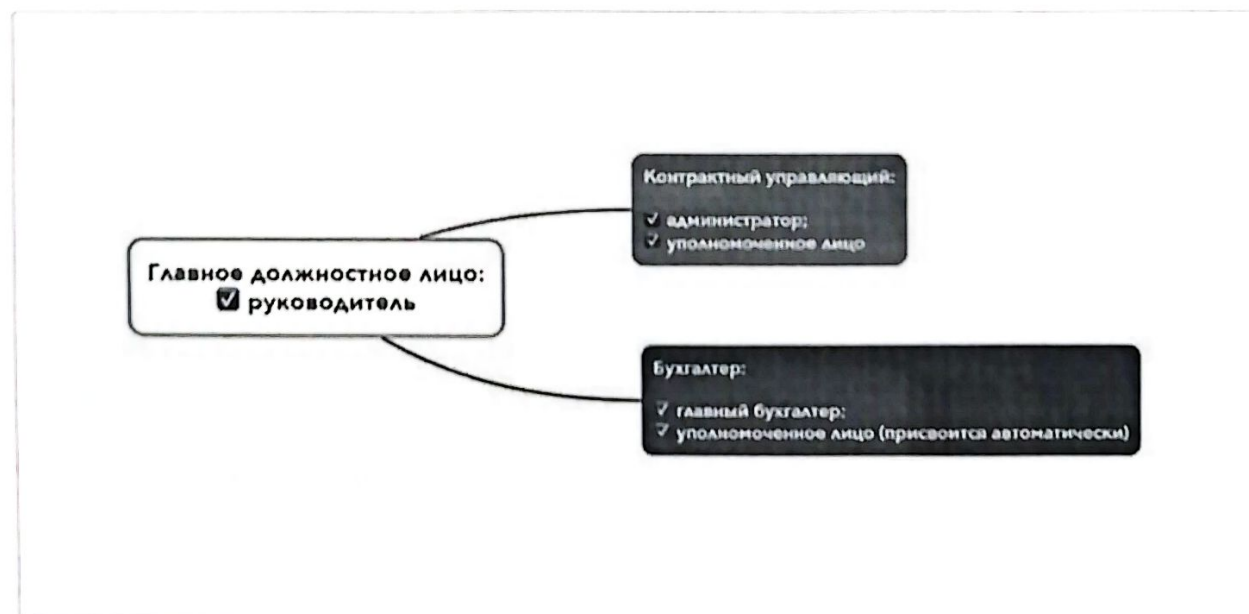 Главное должностное лицо:
☑ руководитель
Контрактный управляющий:
✓ администратор;
✓ уполномоченное лицо
Бухгалтер:
✓ главный бухгалтер;
✓ уполномоченное лицо (присвоится автоматически)